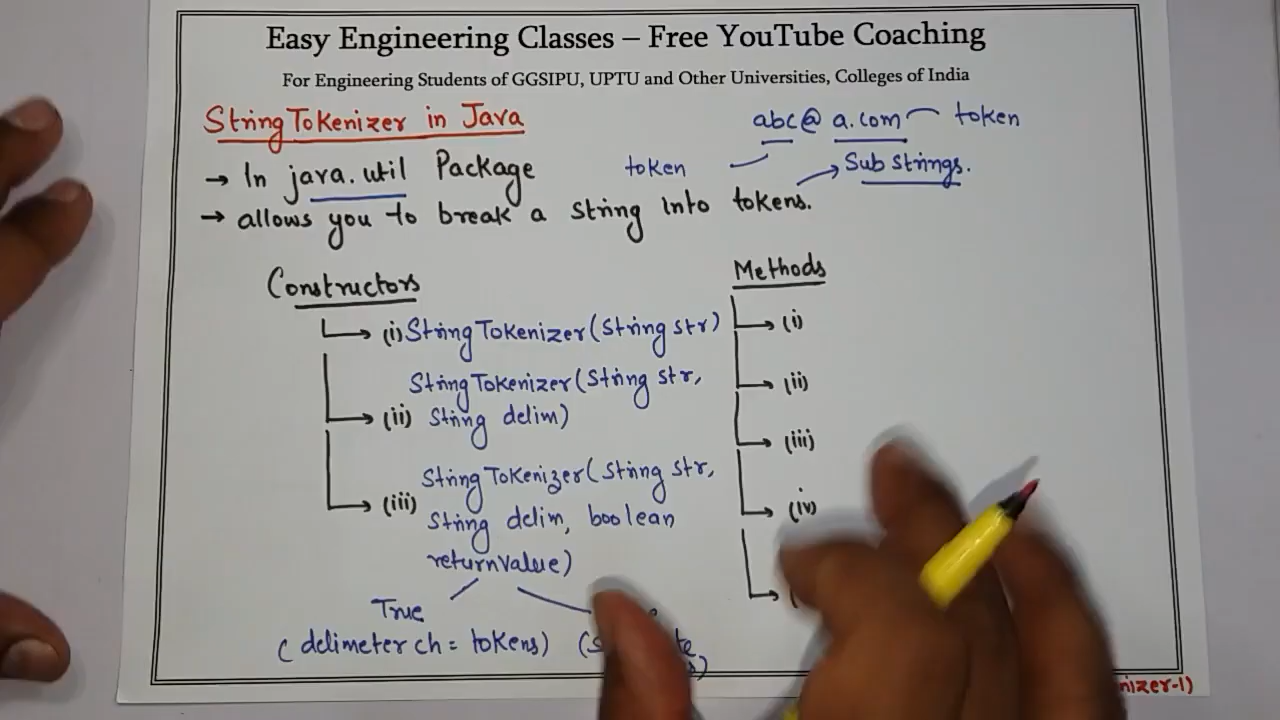 Easy Engineering Classes – Free YouTube Coaching
For Engineering Students of GGSIPU, UPTU and Other Universities, Colleges of India
StringTokenizer in Java
abc@ a.com token
→ In java.util Package
token
Sub strings.
→ allows you to break a string into tokens.
Constructors
(i) StringTokenizer(String str)
StringTokenizer(String str,
(ii) String delim)
StringTokenizer(String str,
(iii) String delim, boolean
returnValue)
True
(delimeter ch = tokens)
Methods
(i)
(ii)
(iii)
(iv)